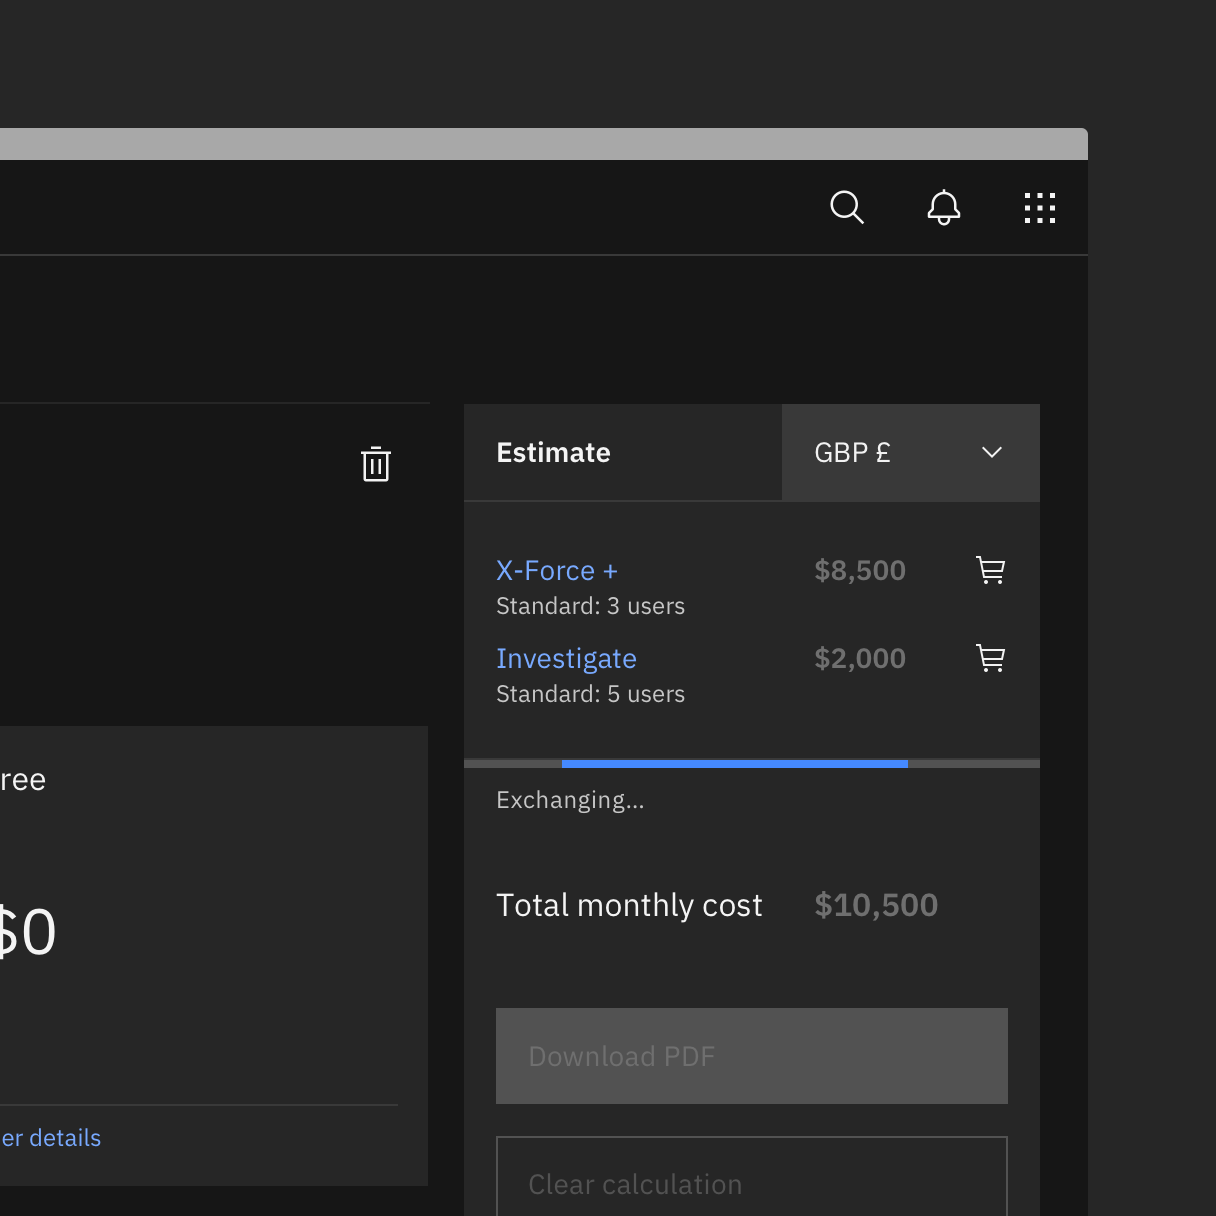 Estimate
GBP £
X-Force +
$8,500
Standard: 3 users
Investigate
$2,000
Standard: 5 users
Exchanging...
Total monthly cost
$10,500
Download PDF
Clear calculation
ree
$0
er details